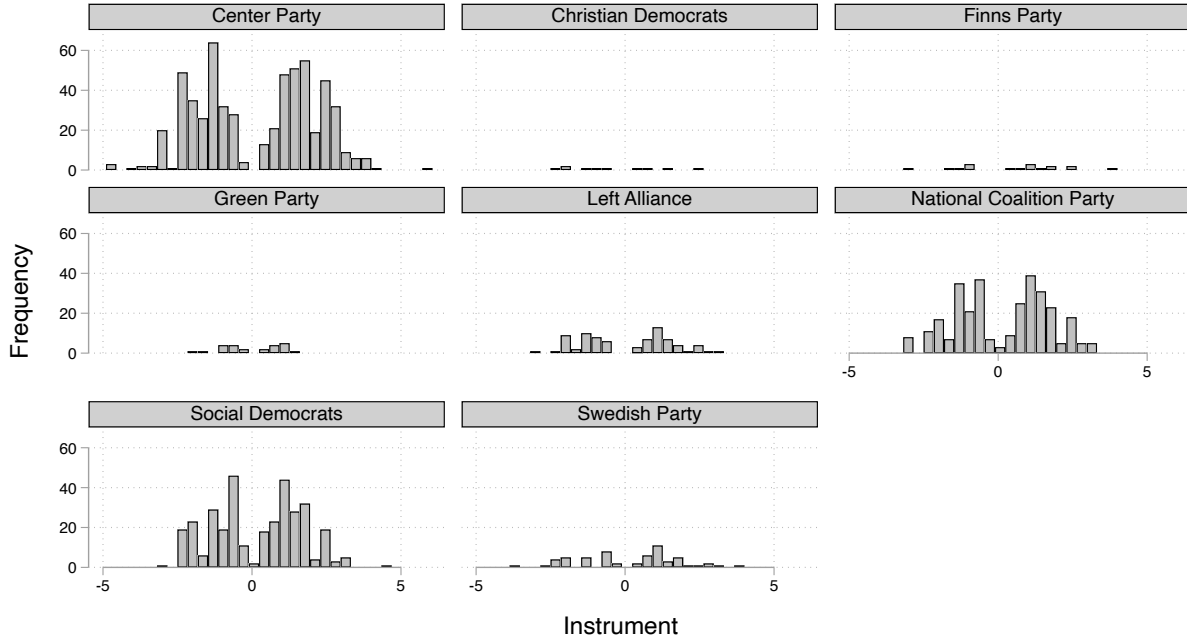 Center Party
Christian Democrats
Finns Party
60
40
20
0
Green Party
Left Alliance
National Coalition Party
60
40
20
0
-5 0 5
Social Democrats
Swedish Party
60
40
20
0
-5 0 5
-5 0 5
Frequency
Instrument